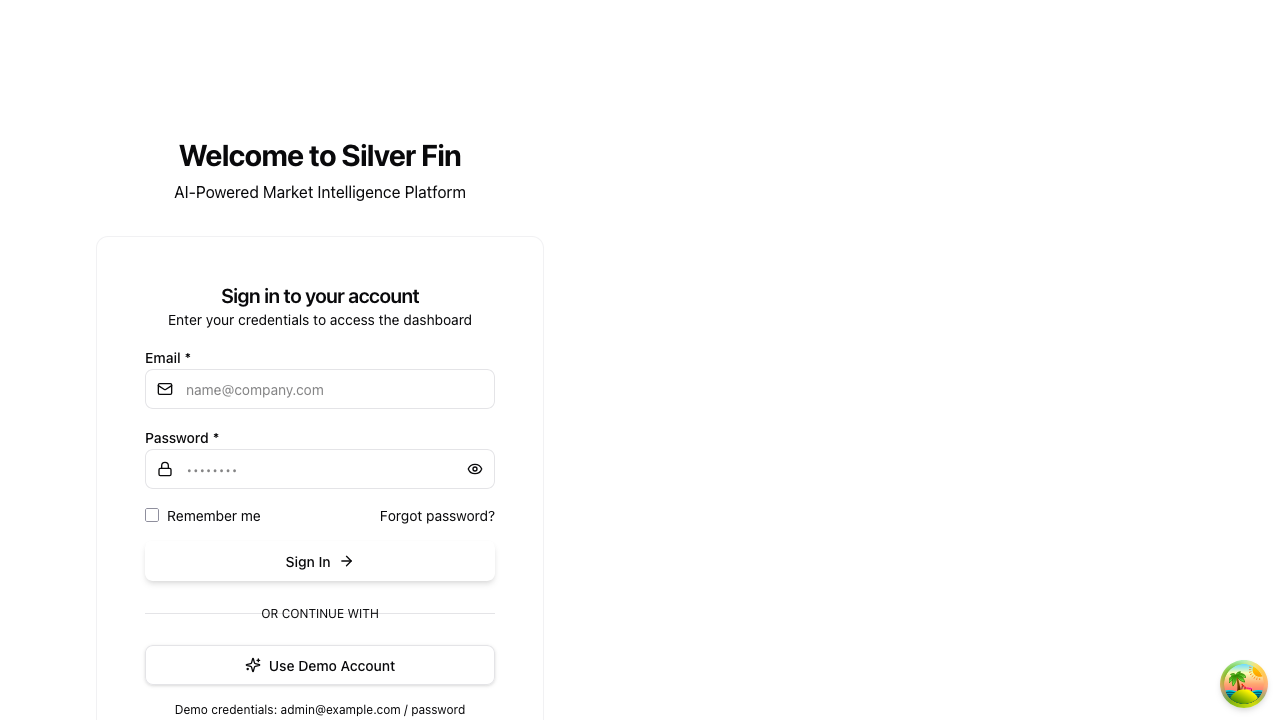 Welcome to Silver Fin
AI-Powered Market Intelligence Platform
Sign in to your account
Enter your credentials to access the dashboard
Email *
name@company.com
Password *
••••••••
Remember me
Forgot password?
Sign In
OR CONTINUE WITH
Use Demo Account
Demo credentials: admin@example.com / password